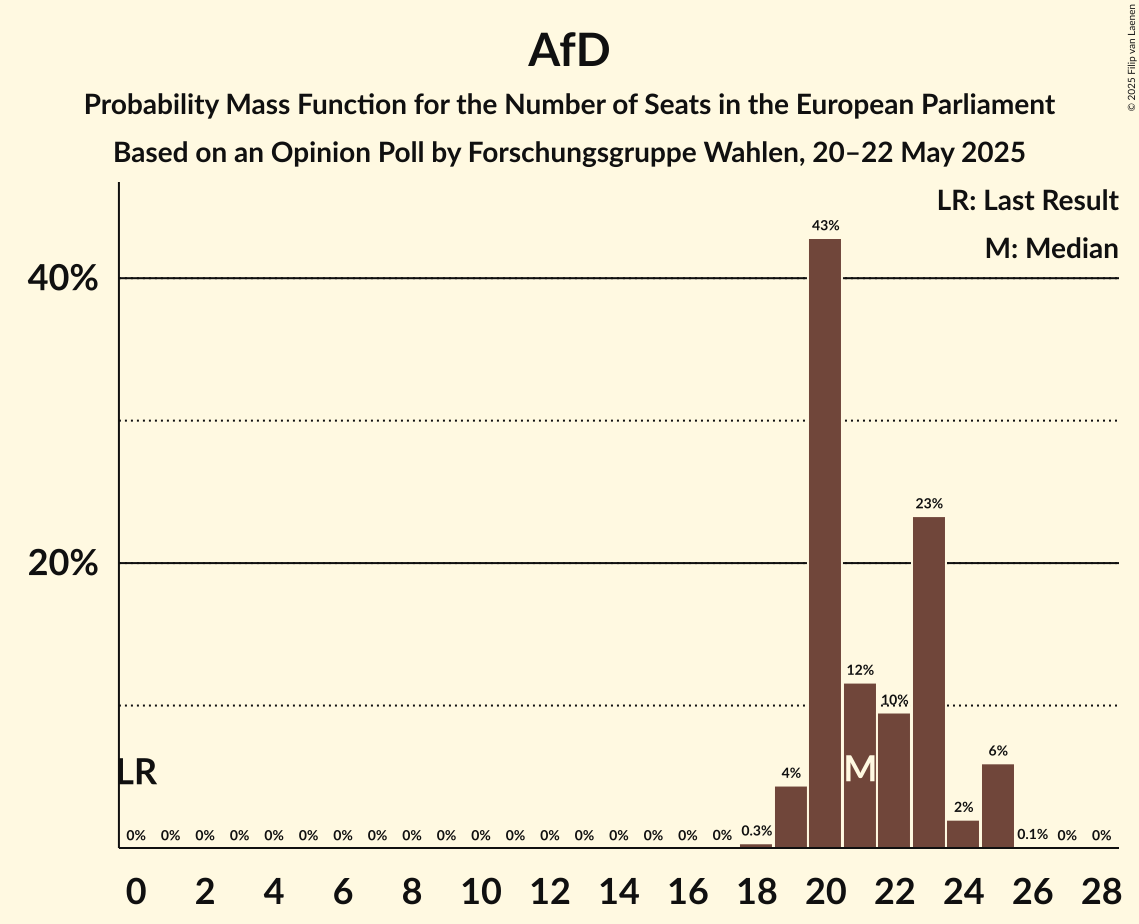 AfD
Probability Mass Function for the Number of Seats in the European Parliament
Based on an Opinion Poll by Forschungsgruppe Wahlen, 20–22 May 2025
© 2025 Filip van Laenen
LR: Last Result
M: Median
43%
40%
23%
20%
12%
10%
6%
4%
2%
LR
M
0% 0% 0% 0% 0% 0% 0% 0% 0% 0% 0% 0% 0% 0% 0% 0% 0% 0% 0.3% 0.1% 0% 0%
0 2 4 6 8 10 12 14 16 18 20 22 24 26 28